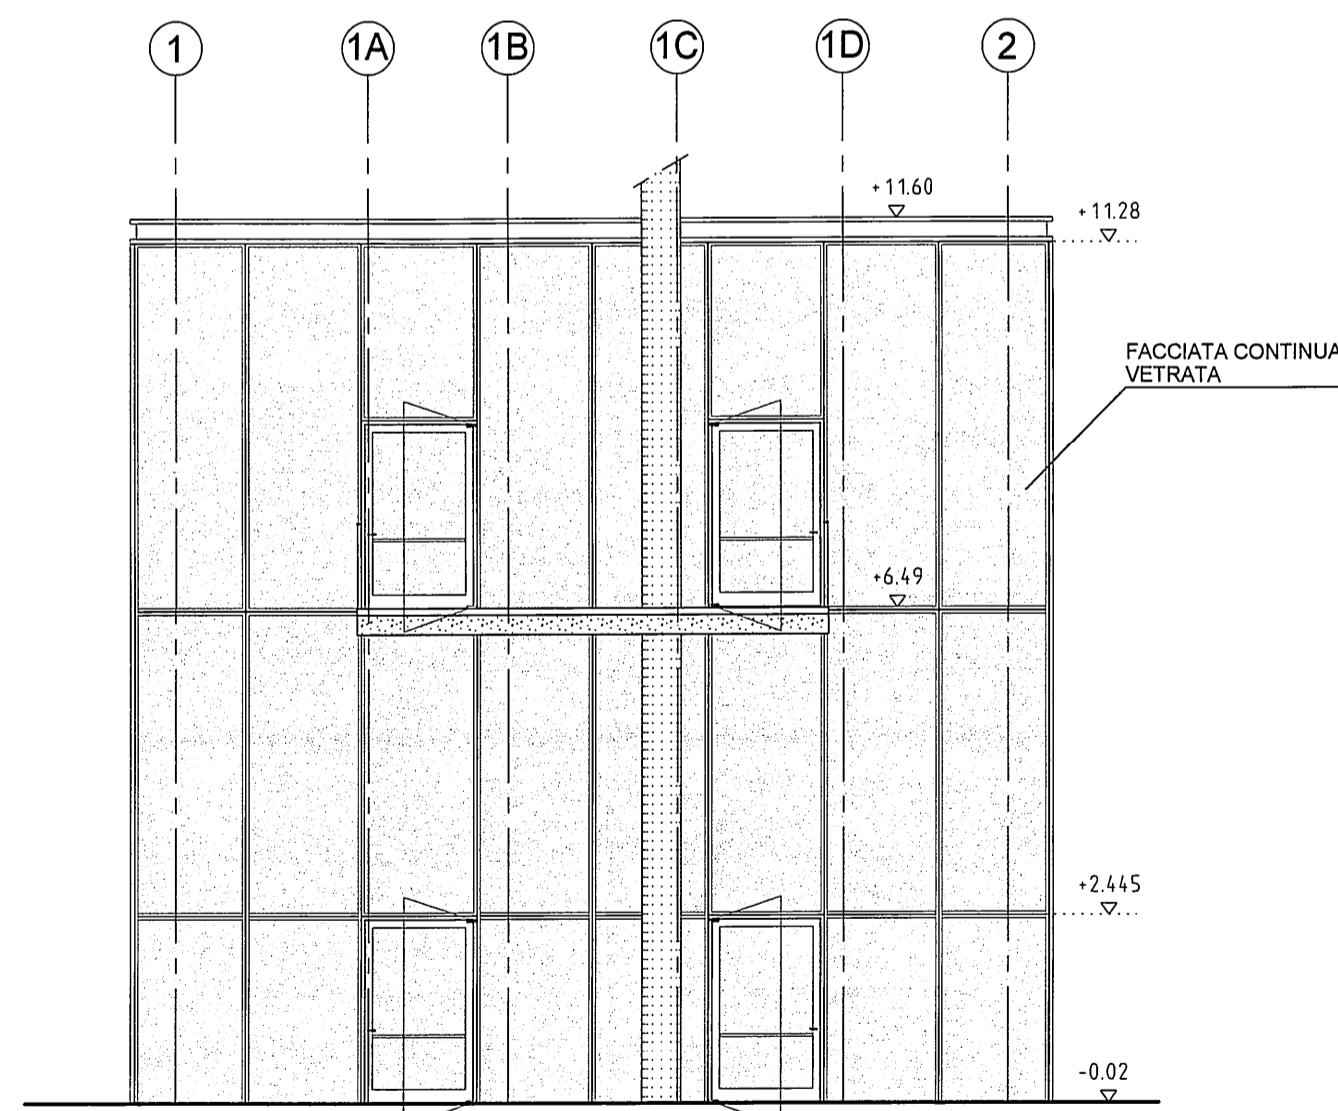 1 1A 1B 1C 1D 2
+11.60
+11.28
FACCIATA CONTINUA
VETRATA
+6.49
+2.445
-0.02